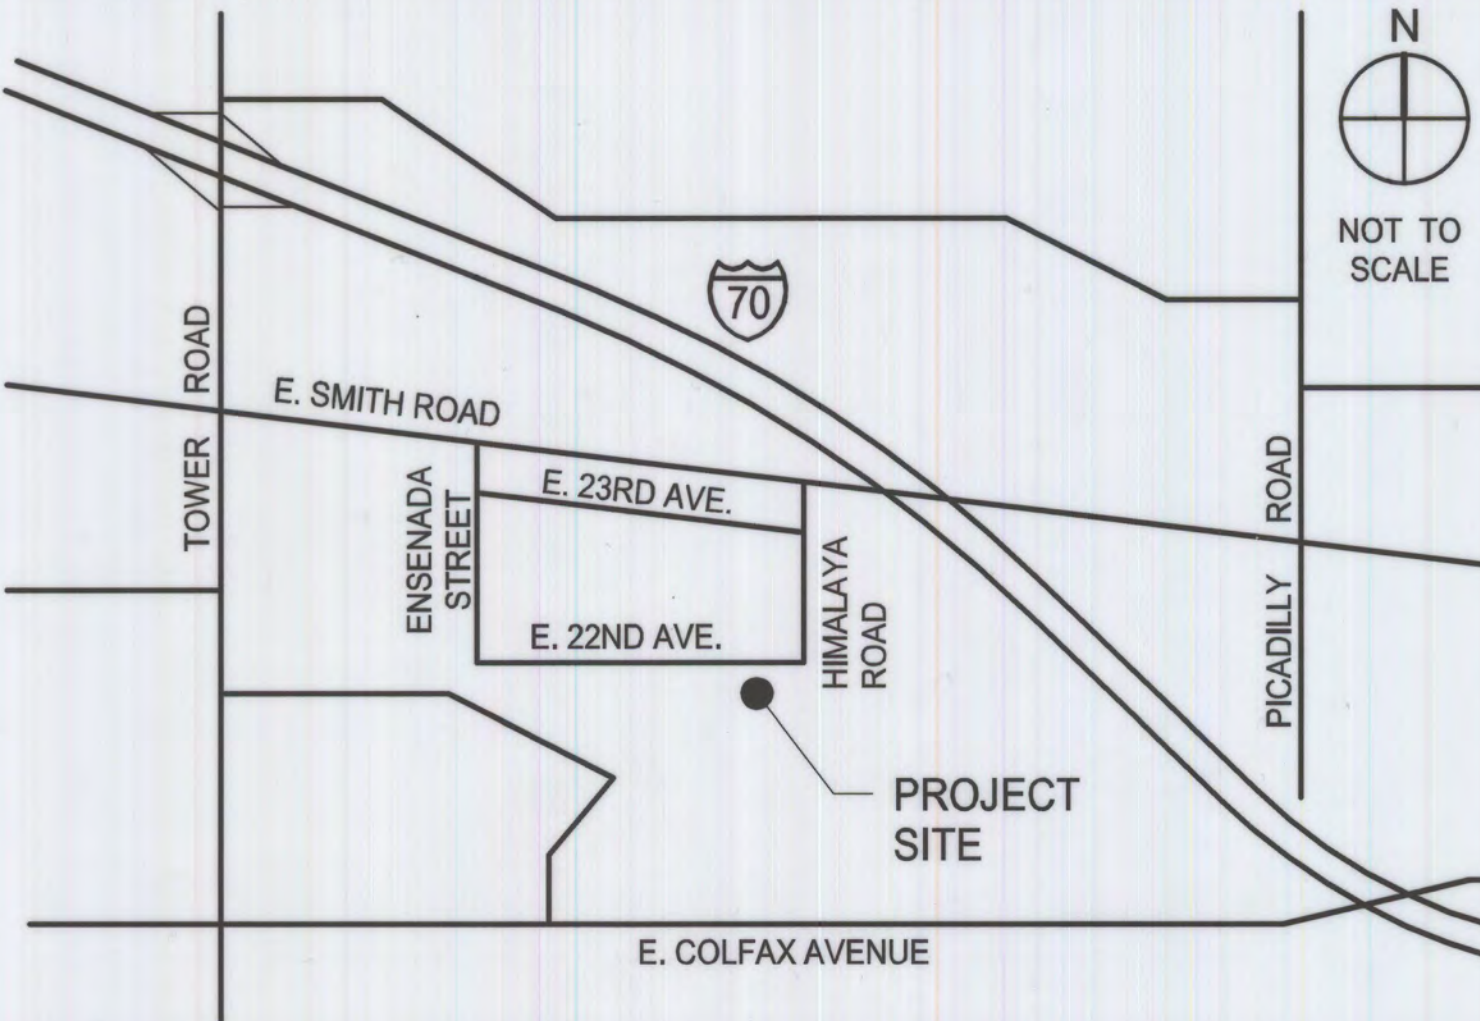 N
NOT TO
SCALE
70
TOWER ROAD
E. SMITH ROAD
E. 23RD AVE.
ENSENADA
STREET
E. 22ND AVE.
HIMALAYA
ROAD
PICADILLY ROAD
PROJECT
SITE
E. COLFAX AVENUE